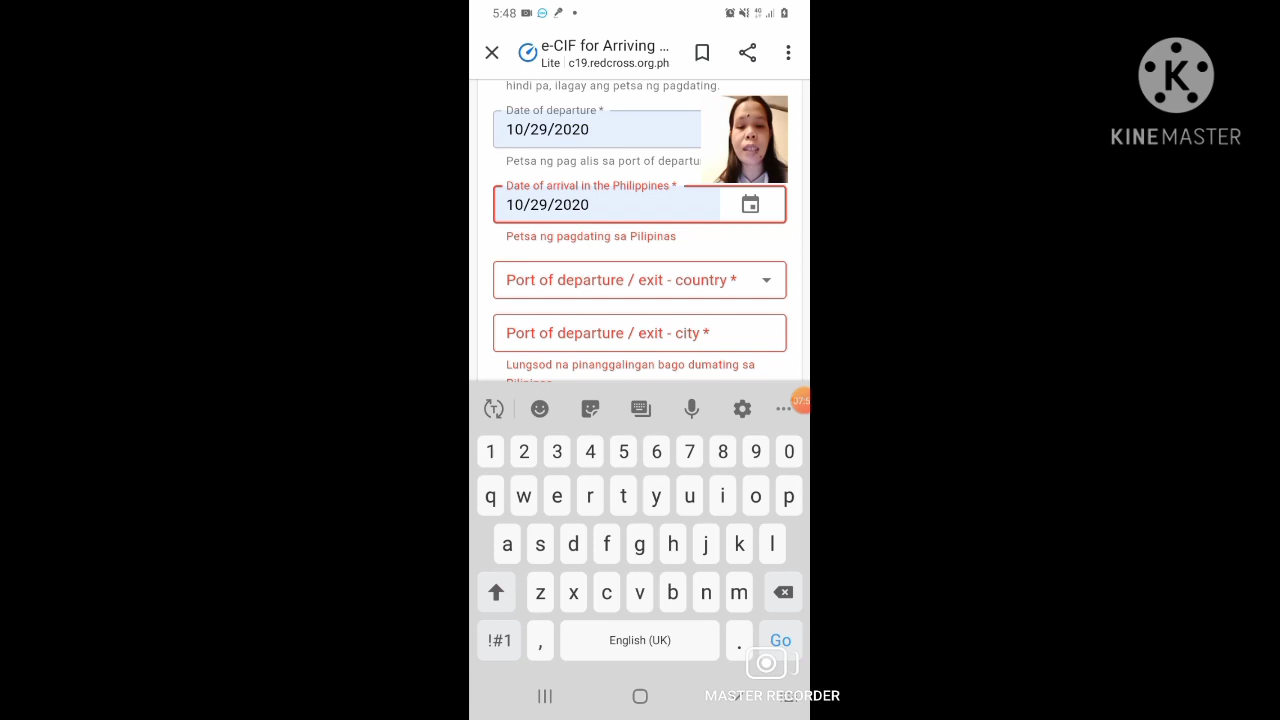 5:48
4G
e-CIF for Arriving ...
Lite c19.redcross.org.ph
K
KINEMASTER
hindi pa, ilagay ang petsa ng pagdating.
Date of departure *
10/29/2020
Petsa ng pag alis sa port of departu
Date of arrival in the Philippines *
10/29/2020
Petsa ng pagdating sa Pilipinas
Port of departure / exit - country *
Port of departure / exit - city *
Lungsod na pinanggalingan bago dumating sa
Pilipinas
T
07:5
1 2 3 4 5 6 7 8 9 0
q w e r t y u i o p
a s d f g h j k l
z x c v b n m
!#1 , English (UK) . Go
MASTER RECORDER